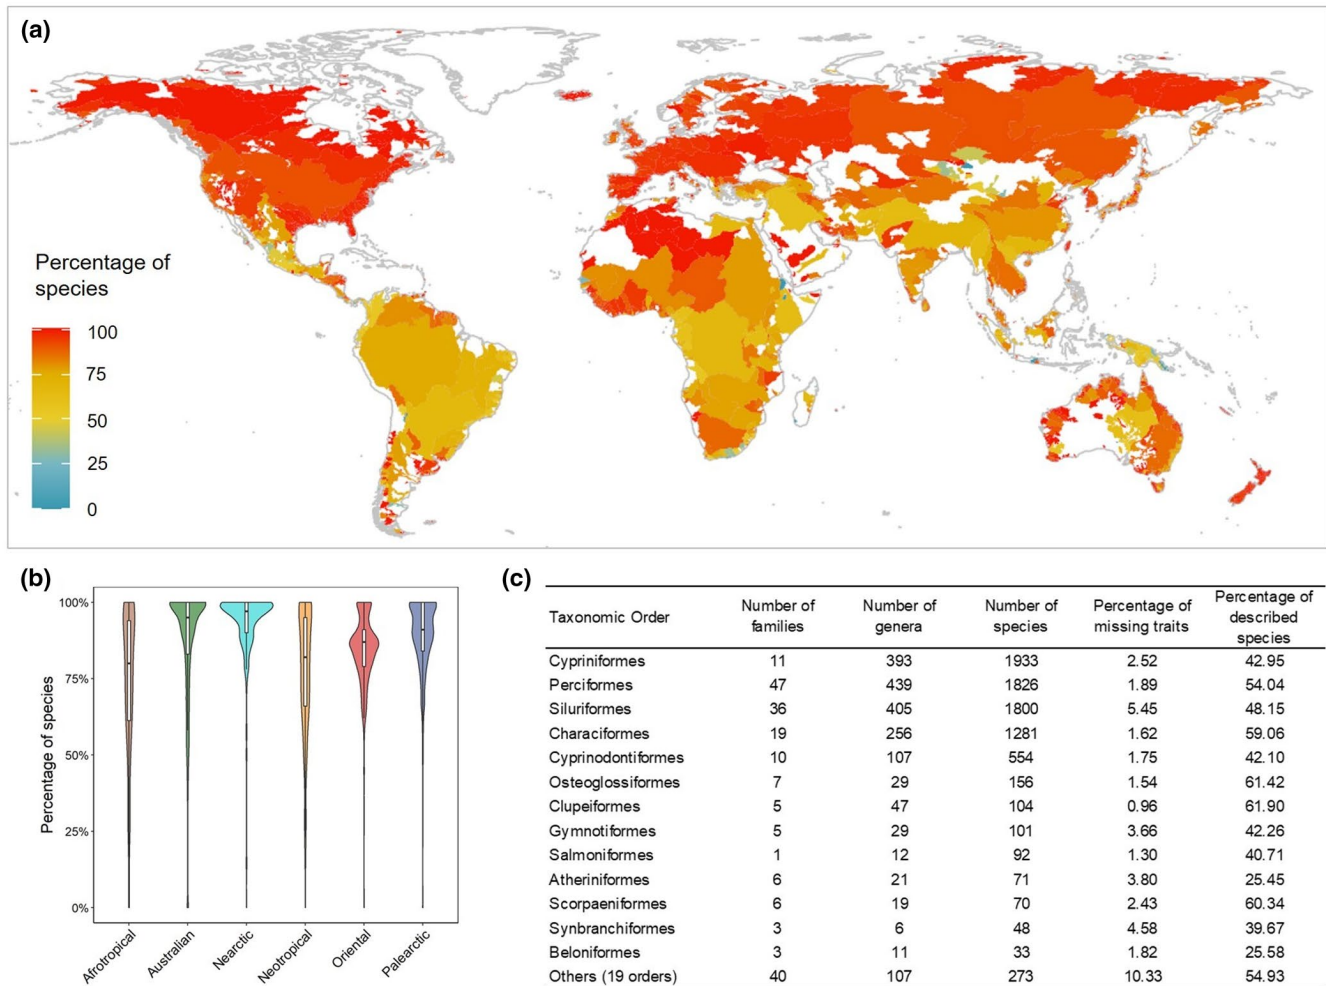 (a)
Percentage of
species
100
75
50
25
0
(b)
Percentage of species
100%
75%
50%
25%
0%
Afrotropical
Australian
Nearctic
Neotropical
Oriental
Palearctic
(c)
Taxonomic Order Number of families Number of genera Number of species Percentage of missing traits Percentage of described species
Cypriniformes 11 393 1933 2.52 42.95
Perciformes 47 439 1826 1.89 54.04
Siluriformes 36 405 1800 5.45 48.15
Characiformes 19 256 1281 1.62 59.06
Cyprinodontiformes 10 107 554 1.75 42.10
Osteoglossiformes 7 29 156 1.54 61.42
Clupeiformes 5 47 104 0.96 61.90
Gymnotiformes 5 29 101 3.66 42.26
Salmoniformes 1 12 92 1.30 40.71
Atheriniformes 6 21 71 3.80 25.45
Scorpaeniformes 6 19 70 2.43 60.34
Synbranchiformes 3 6 48 4.58 39.67
Beloniformes 3 11 33 1.82 25.58
Others (19 orders) 40 107 273 10.33 54.93